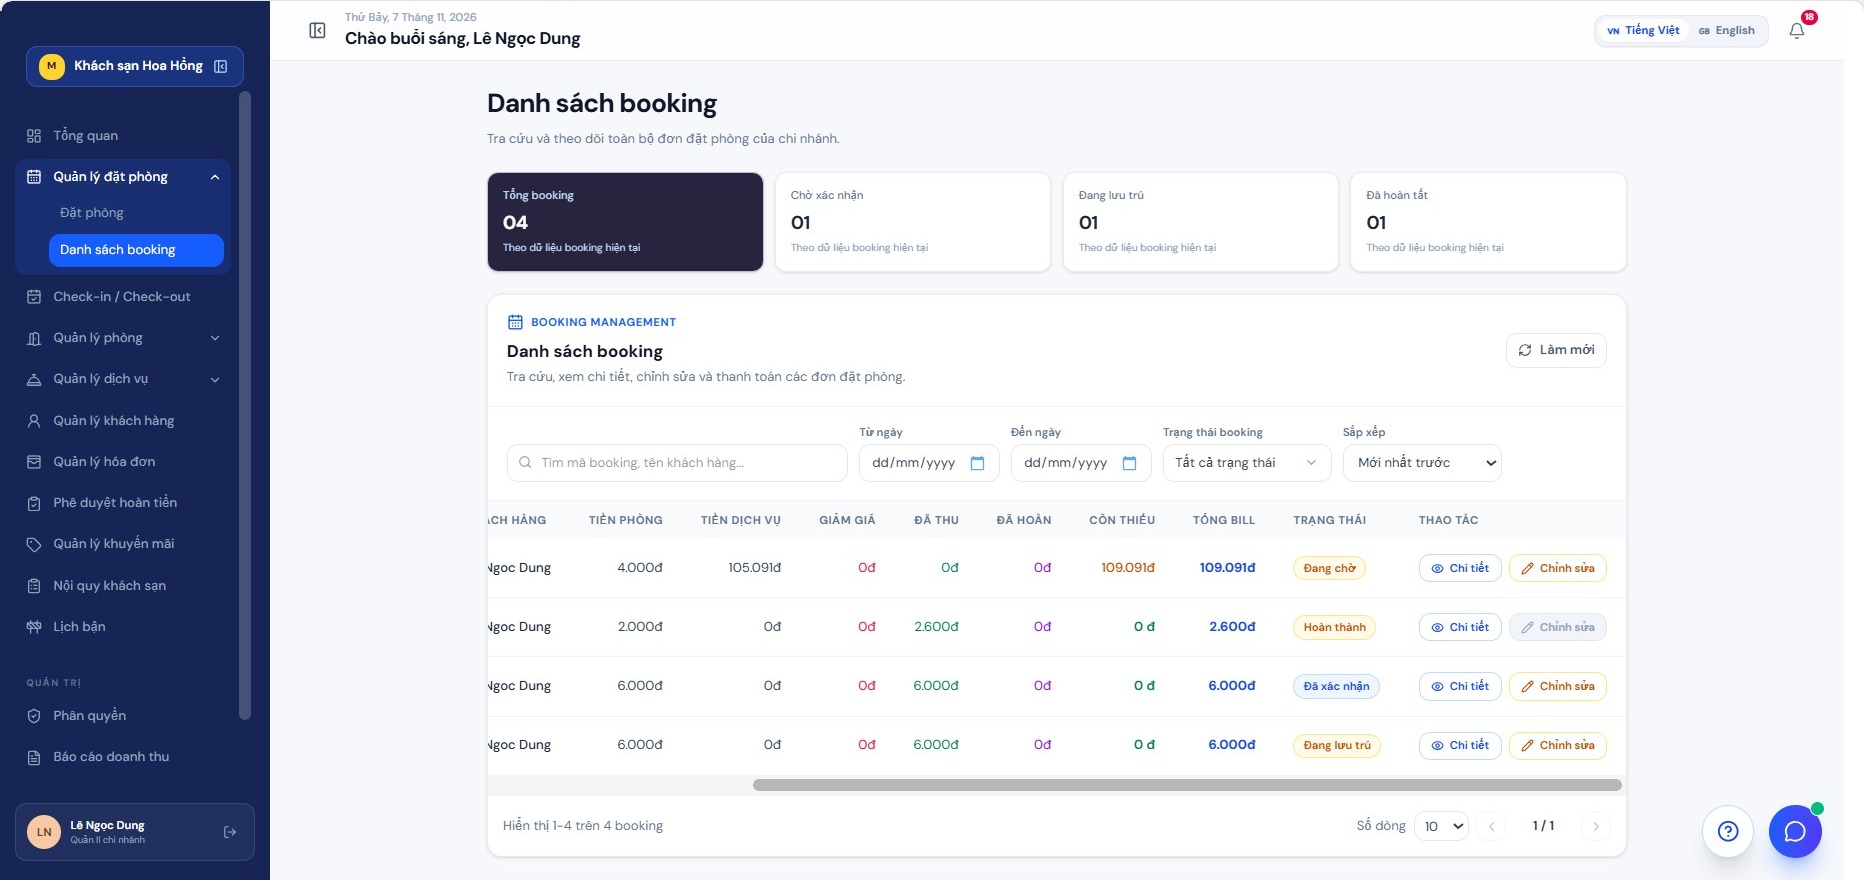 M Khách sạn Hoa Hồng
Tổng quan
Quản lý đặt phòng
Đặt phòng
Danh sách booking
Check-in / Check-out
Quản lý phòng
Quản lý dịch vụ
Quản lý khách hàng
Quản lý hóa đơn
Phê duyệt hoàn tiền
Quản lý khuyến mãi
Nội quy khách sạn
Lịch bận
QUẢN TRỊ
Phân quyền
Báo cáo doanh thu
LN Lê Ngọc Dung
Quản lí chi nhánh
Thứ Bảy, 7 Tháng 11, 2026
Chào buổi sáng, Lê Ngọc Dung
VN Tiếng Việt GB English 18
Danh sách booking
Tra cứu và theo dõi toàn bộ đơn đặt phòng của chi nhánh.
Tổng booking
04
Theo dữ liệu booking hiện tại
Chờ xác nhận
01
Theo dữ liệu booking hiện tại
Đang lưu trú
01
Theo dữ liệu booking hiện tại
Đã hoàn tất
01
Theo dữ liệu booking hiện tại
BOOKING MANAGEMENT
Danh sách booking
Tra cứu, xem chi tiết, chỉnh sửa và thanh toán các đơn đặt phòng.
Làm mới
Từ ngày Đến ngày Trạng thái booking Sắp xếp
Tìm mã booking, tên khách hàng... dd/mm/yyyy dd/mm/yyyy Tất cả trạng thái Mới nhất trước
ÁCH HÀNG TIỀN PHÒNG TIỀN DỊCH VỤ GIẢM GIÁ ĐÃ THU ĐÃ HOÀN CÒN THIẾU TỔNG BILL TRẠNG THÁI THAO TÁC
Ngoc Dung 4.000đ 105.091đ 0đ 0đ 0đ 109.091đ 109.091đ Đang chờ Chi tiết Chỉnh sửa
Ngoc Dung 2.000đ 0đ 0đ 2.600đ 0đ 0 đ 2.600đ Hoàn thành Chi tiết Chỉnh sửa
Ngoc Dung 6.000đ 0đ 0đ 6.000đ 0đ 0 đ 6.000đ Đã xác nhận Chi tiết Chỉnh sửa
Ngoc Dung 6.000đ 0đ 0đ 6.000đ 0đ 0 đ 6.000đ Đang lưu trú Chi tiết Chỉnh sửa
Hiển thị 1-4 trên 4 booking Số dòng 10 1 / 1